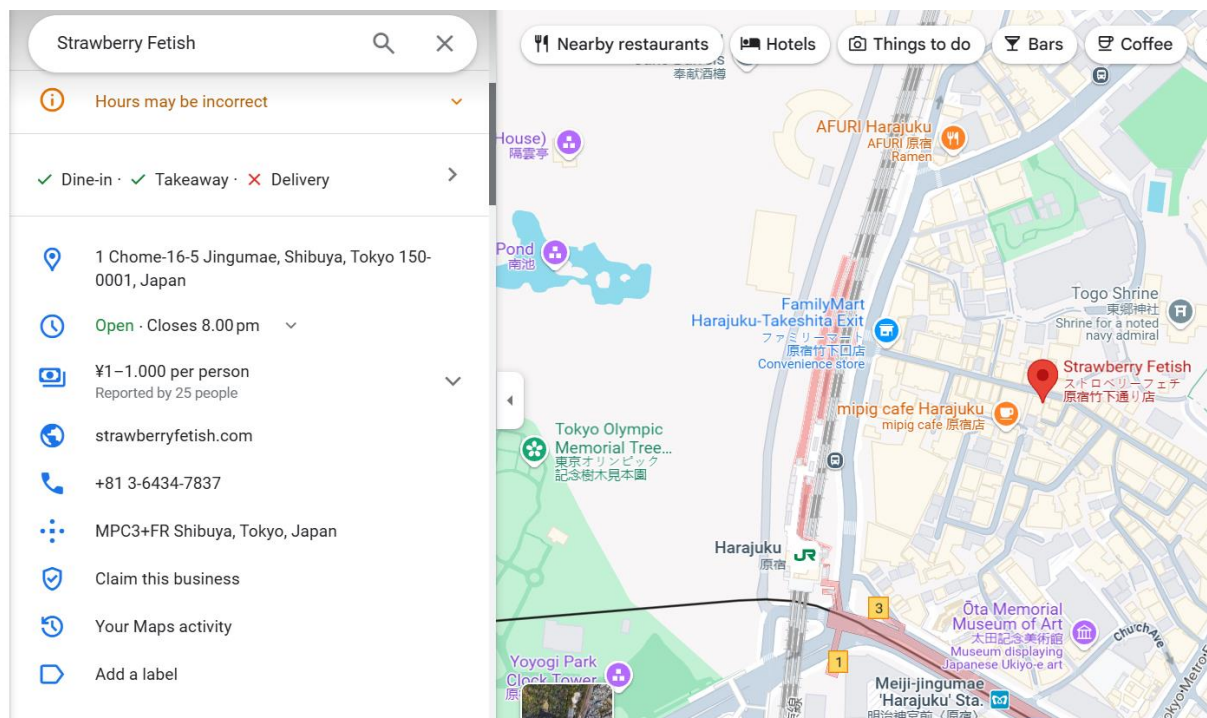 Strawberry Fetish
Nearby restaurants
Hotels
Things to do
Bars
Coffee
Hours may be incorrect
Dine-in · Takeaway · Delivery
1 Chome-16-5 Jingumae, Shibuya, Tokyo 150-
0001, Japan
Open · Closes 8.00 pm
¥1–1.000 per person
Reported by 25 people
strawberryfetish.com
+81 3-6434-7837
MPC3+FR Shibuya, Tokyo, Japan
Claim this business
Your Maps activity
Add a label
奉献酒樽
AFURI Harajuku
AFURI 原宿
Ramen
House)
隔雲亭
Pond
南池
FamilyMart
Harajuku-Takeshita Exit
ファミリーマート
原宿竹下口店
Convenience store
Togo Shrine
東郷神社
Shrine for a noted
navy admiral
Strawberry Fetish
ストロベリーフェチ
原宿竹下通り店
mipig cafe Harajuku
mipig cafe 原宿店
Tokyo Olympic
Memorial Tree...
東京オリンピック
記念樹木見本園
Harajuku
原宿
JR
3
1
Ōta Memorial
Museum of Art
太田記念美術館
Museum displaying
Japanese Ukiyo-e art
Church Ave
Yoyogi Park
Clock Tower
Meiji-jingumae
'Harajuku' Sta.
明治神宮前（原宿）